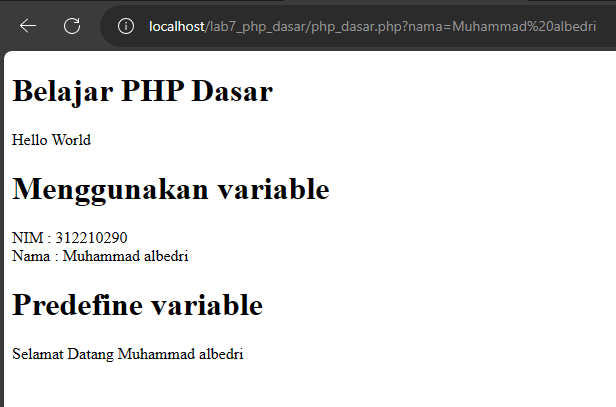 localhost/lab7_php_dasar/php_dasar.php?nama=Muhammad%20albedri
Belajar PHP Dasar
Hello World
Menggunakan variable
NIM : 312210290
Nama : Muhammad albedri
Predefine variable
Selamat Datang Muhammad albedri